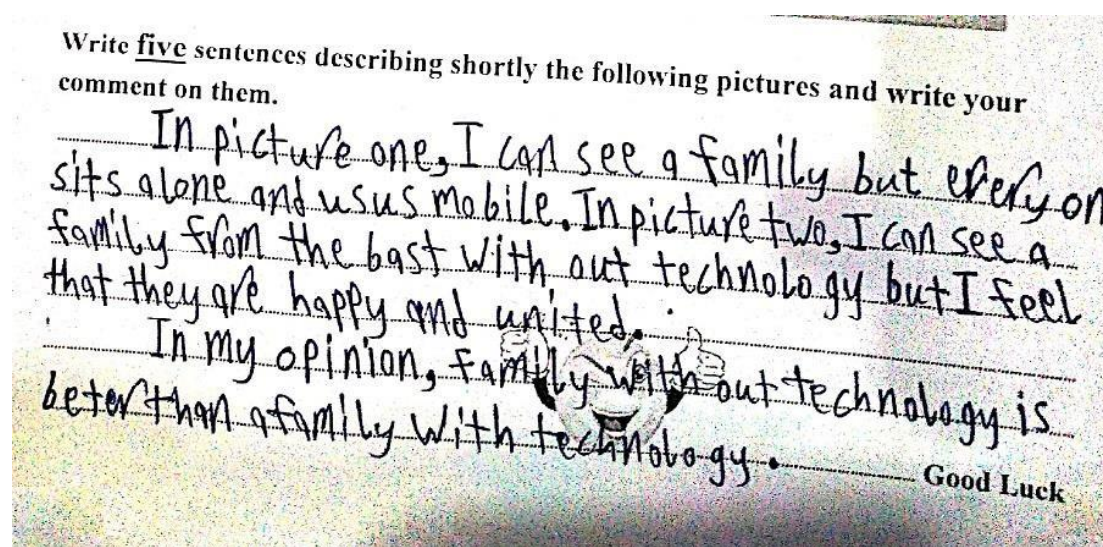 Write five sentences describing shortly the following pictures and write your
comment on them.
In picture one, I can see a family but every on
sits alone and usus mobile. In picture two, I can see a
family from the bast with out technology but I feel
that they are happy and united.
In my opinion, family with out technology is
beter than a family with technology.
Good Luck